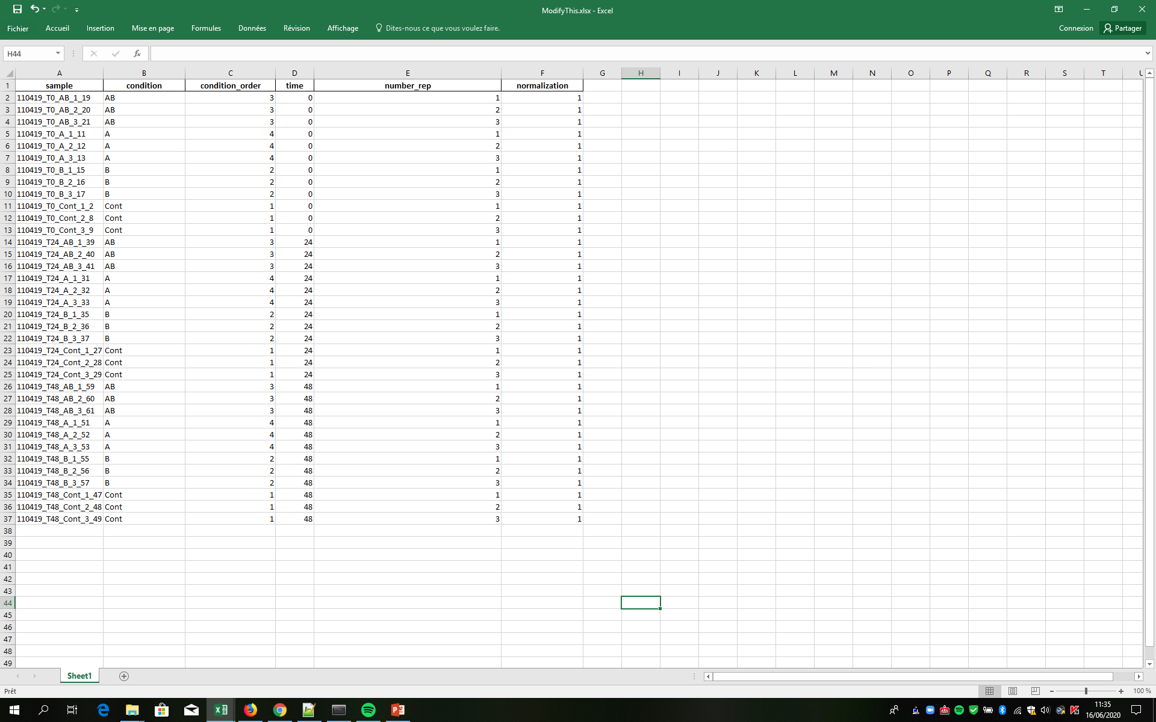 ModifyThis.xlsx - Excel
Fichier Accueil Insertion Mise en page Formules Données Révision Affichage Dites-nous ce que vous voulez faire. Connexion Partager
H44 fx
A B C D E F G H I J K L M N O P Q R S T U
1 sample condition condition_order time number_rep normalization
2 110419_T0_AB_1_19 AB 3 0 1 1
3 110419_T0_AB_2_20 AB 3 0 2 1
4 110419_T0_AB_3_21 AB 3 0 3 1
5 110419_T0_A_1_11 A 4 0 1 1
6 110419_T0_A_2_12 A 4 0 2 1
7 110419_T0_A_3_13 A 4 0 3 1
8 110419_T0_B_1_15 B 2 0 1 1
9 110419_T0_B_2_16 B 2 0 2 1
10 110419_T0_B_3_17 B 2 0 3 1
11 110419_T0_Cont_1_2 Cont 1 0 1 1
12 110419_T0_Cont_2_8 Cont 1 0 2 1
13 110419_T0_Cont_3_9 Cont 1 0 3 1
14 110419_T24_AB_1_39 AB 3 24 1 1
15 110419_T24_AB_2_40 AB 3 24 2 1
16 110419_T24_AB_3_41 AB 3 24 3 1
17 110419_T24_A_1_31 A 4 24 1 1
18 110419_T24_A_2_32 A 4 24 2 1
19 110419_T24_A_3_33 A 4 24 3 1
20 110419_T24_B_1_35 B 2 24 1 1
21 110419_T24_B_2_36 B 2 24 2 1
22 110419_T24_B_3_37 B 2 24 3 1
23 110419_T24_Cont_1_27 Cont 1 24 1 1
24 110419_T24_Cont_2_28 Cont 1 24 2 1
25 110419_T24_Cont_3_29 Cont 1 24 3 1
26 110419_T48_AB_1_59 AB 3 48 1 1
27 110419_T48_AB_2_60 AB 3 48 2 1
28 110419_T48_AB_3_61 AB 3 48 3 1
29 110419_T48_A_1_51 A 4 48 1 1
30 110419_T48_A_2_52 A 4 48 2 1
31 110419_T48_A_3_53 A 4 48 3 1
32 110419_T48_B_1_55 B 2 48 1 1
33 110419_T48_B_2_56 B 2 48 2 1
34 110419_T48_B_3_57 B 2 48 3 1
35 110419_T48_Cont_1_47 Cont 1 48 1 1
36 110419_T48_Cont_2_48 Cont 1 48 2 1
37 110419_T48_Cont_3_49 Cont 1 48 3 1
38
39
40
41
42
43
44
45
46
47
48
49
Sheet1
Prêt 100 %
11:35
16/06/2020